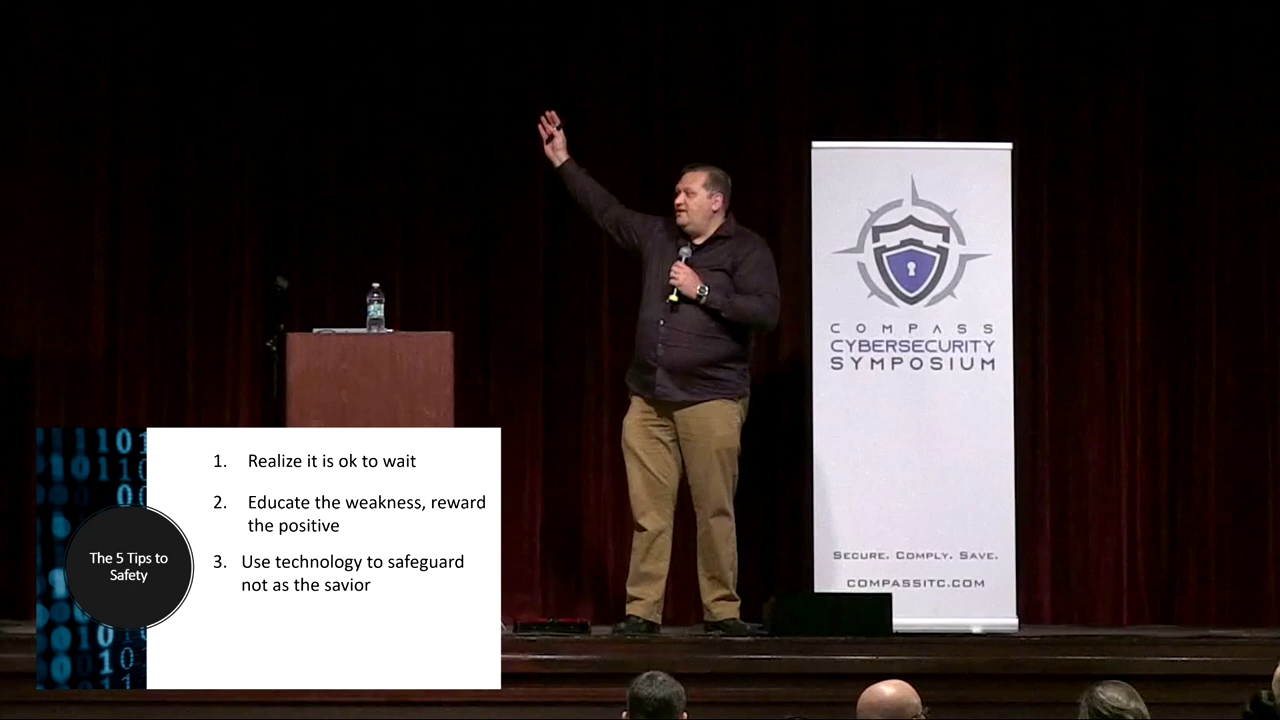 COMPASS
CYBERSECURITY
SYMPOSIUM
SECURE. COMPLY. SAVE.
COMPASSITC.COM
The 5 Tips to
Safety
1. Realize it is ok to wait
2. Educate the weakness, reward
the positive
3. Use technology to safeguard
not as the savior